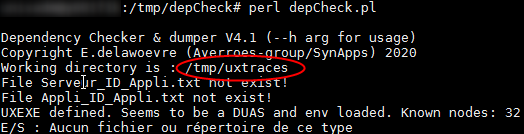 :/tmp/depCheck# perl depCheck.pl
Dependency Checker & dumper V4.1 (--h arg for usage)
Copyright E.delawoevre (Averroes-group/SynApps) 2020
Working directory is : /tmp/uxtraces
File Serveur_ID_Appli.txt not exist!
File Appli_ID_Appli.txt not exist!
UXEXE defined. Seems to be a DUAS and env loaded. Known nodes: 32
E/S : Aucun fichier ou répertoire de ce type